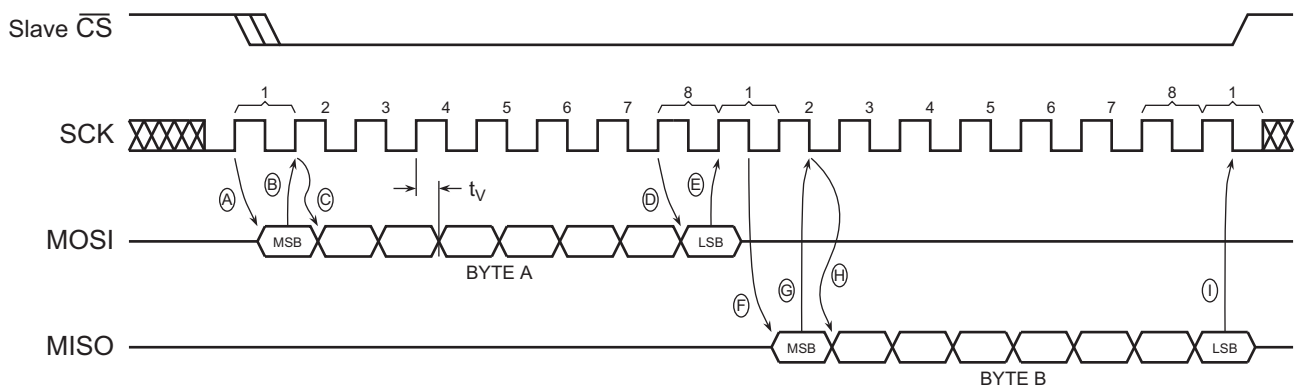 Slave CS
1 2 3 4 5 6 7 8 1 2 3 4 5 6 7 8 1
SCK
A B C tV D E F G H I
MOSI MSB LSB
BYTE A
MISO MSB LSB
BYTE B